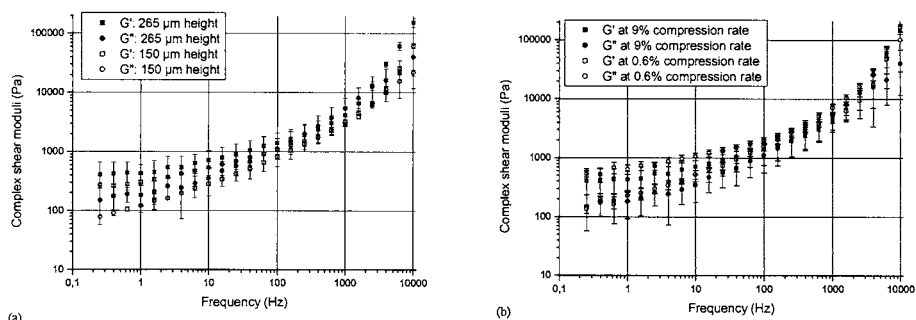 G': 265 µm height
G": 265 µm height
G': 150 µm height
G": 150 µm height
100000
10000
1000
100
10
Complex shear moduli (Pa)
0,1
1
10
100
1000
10000
Frequency (Hz)
(a)
G' at 9% compression rate
G" at 9% compression rate
G' at 0.6% compression rate
G" at 0.6% compression rate
100000
10000
1000
100
10
Complex shear moduli (Pa)
0,1
1
10
100
1000
10000
Frequency (Hz)
(b)